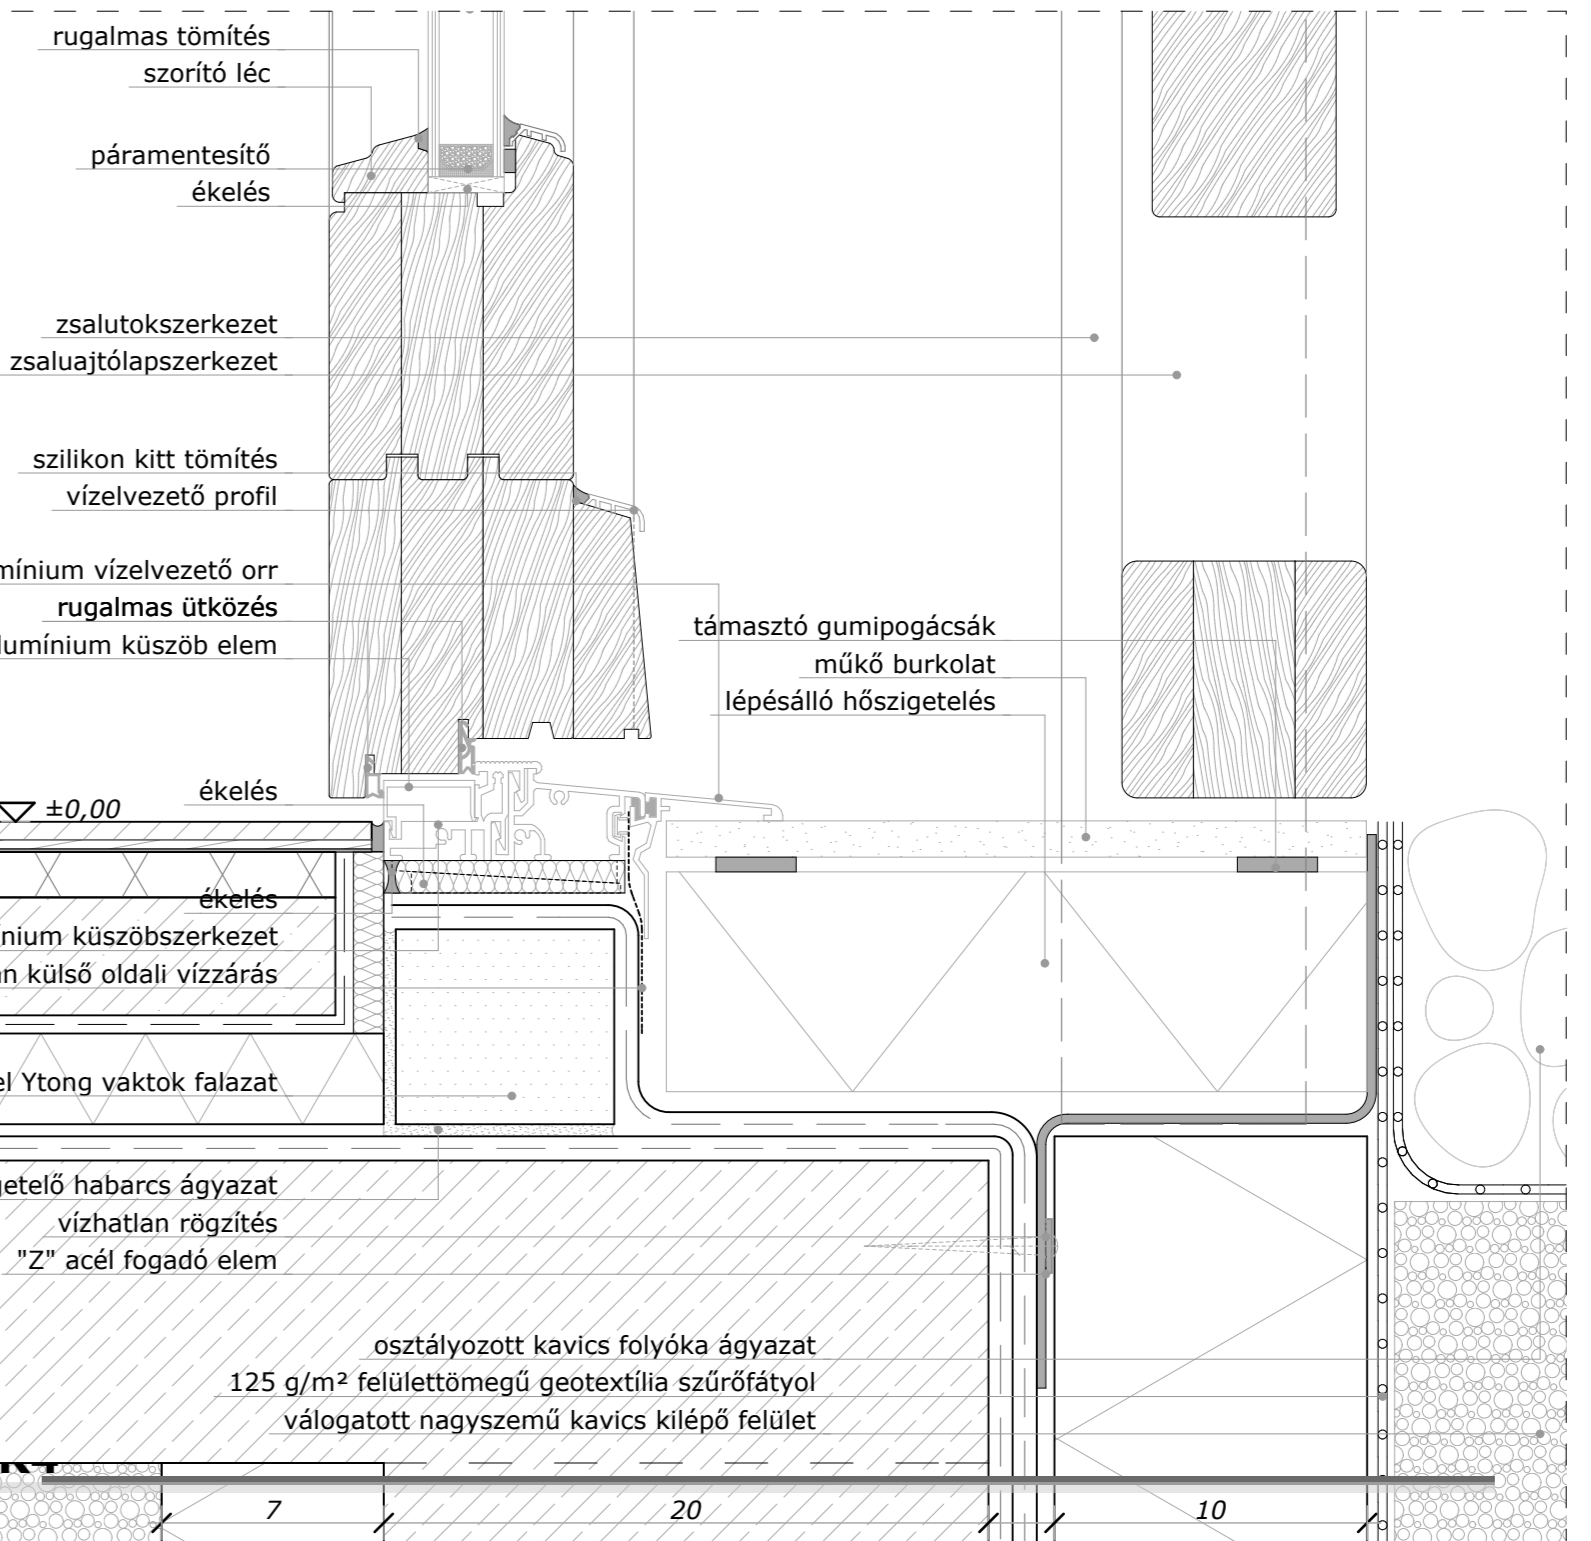 rugalmas tömítés
szorító léc
páramentesítő
ékelés
zsalutokszerkezet
zsaluajtólapszerkezet
szilikon kitt tömítés
vízelvezető profil
mínium vízelvezető orr
rugalmas ütközés
lumínium küszöb elem
támasztó gumipogácsák
műkő burkolat
lépésálló hőszigetelés
ékelés
±0,00
ékelés
nium küszöbszerkezet
n külső oldali vízzárás
el Ytong vaktok falazat
getelő habarcs ágyazat
vízhatlan rögzítés
"Z" acél fogadó elem
osztályozott kavics folyóka ágyazat
125 g/m² felülettömegű geotextília szűrőfátyol
válogatott nagyszemű kavics kilépő felület
7 20 10